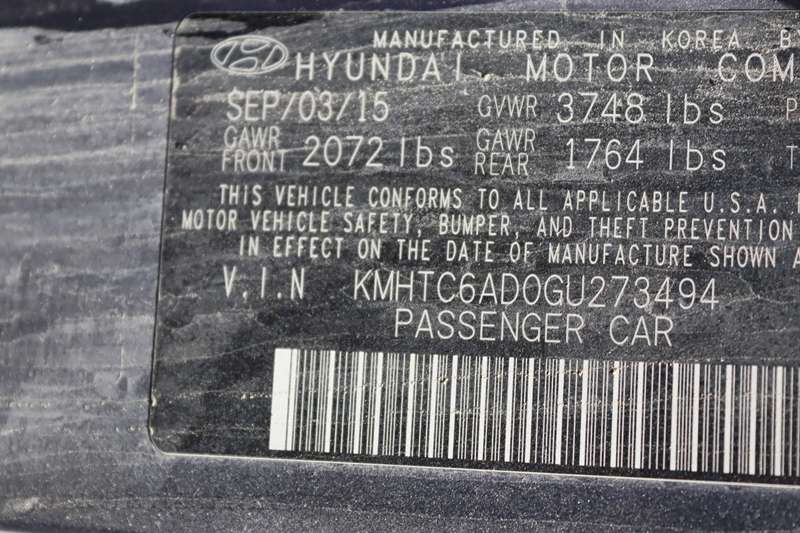 MANUFACTURED IN KOREA B
HYUNDAI MOTOR COM
SEP/03/15 GVWR 3748 lbs P
GAWR FRONT 2072 lbs GAWR REAR 1764 lbs T
THIS VEHICLE CONFORMS TO ALL APPLICABLE U.S.A.
MOTOR VEHICLE SAFETY, BUMPER, AND THEFT PREVENTION
IN EFFECT ON THE DATE OF MANUFACTURE SHOWN A
V.I.N KMHTC6AD0GU273494
PASSENGER CAR